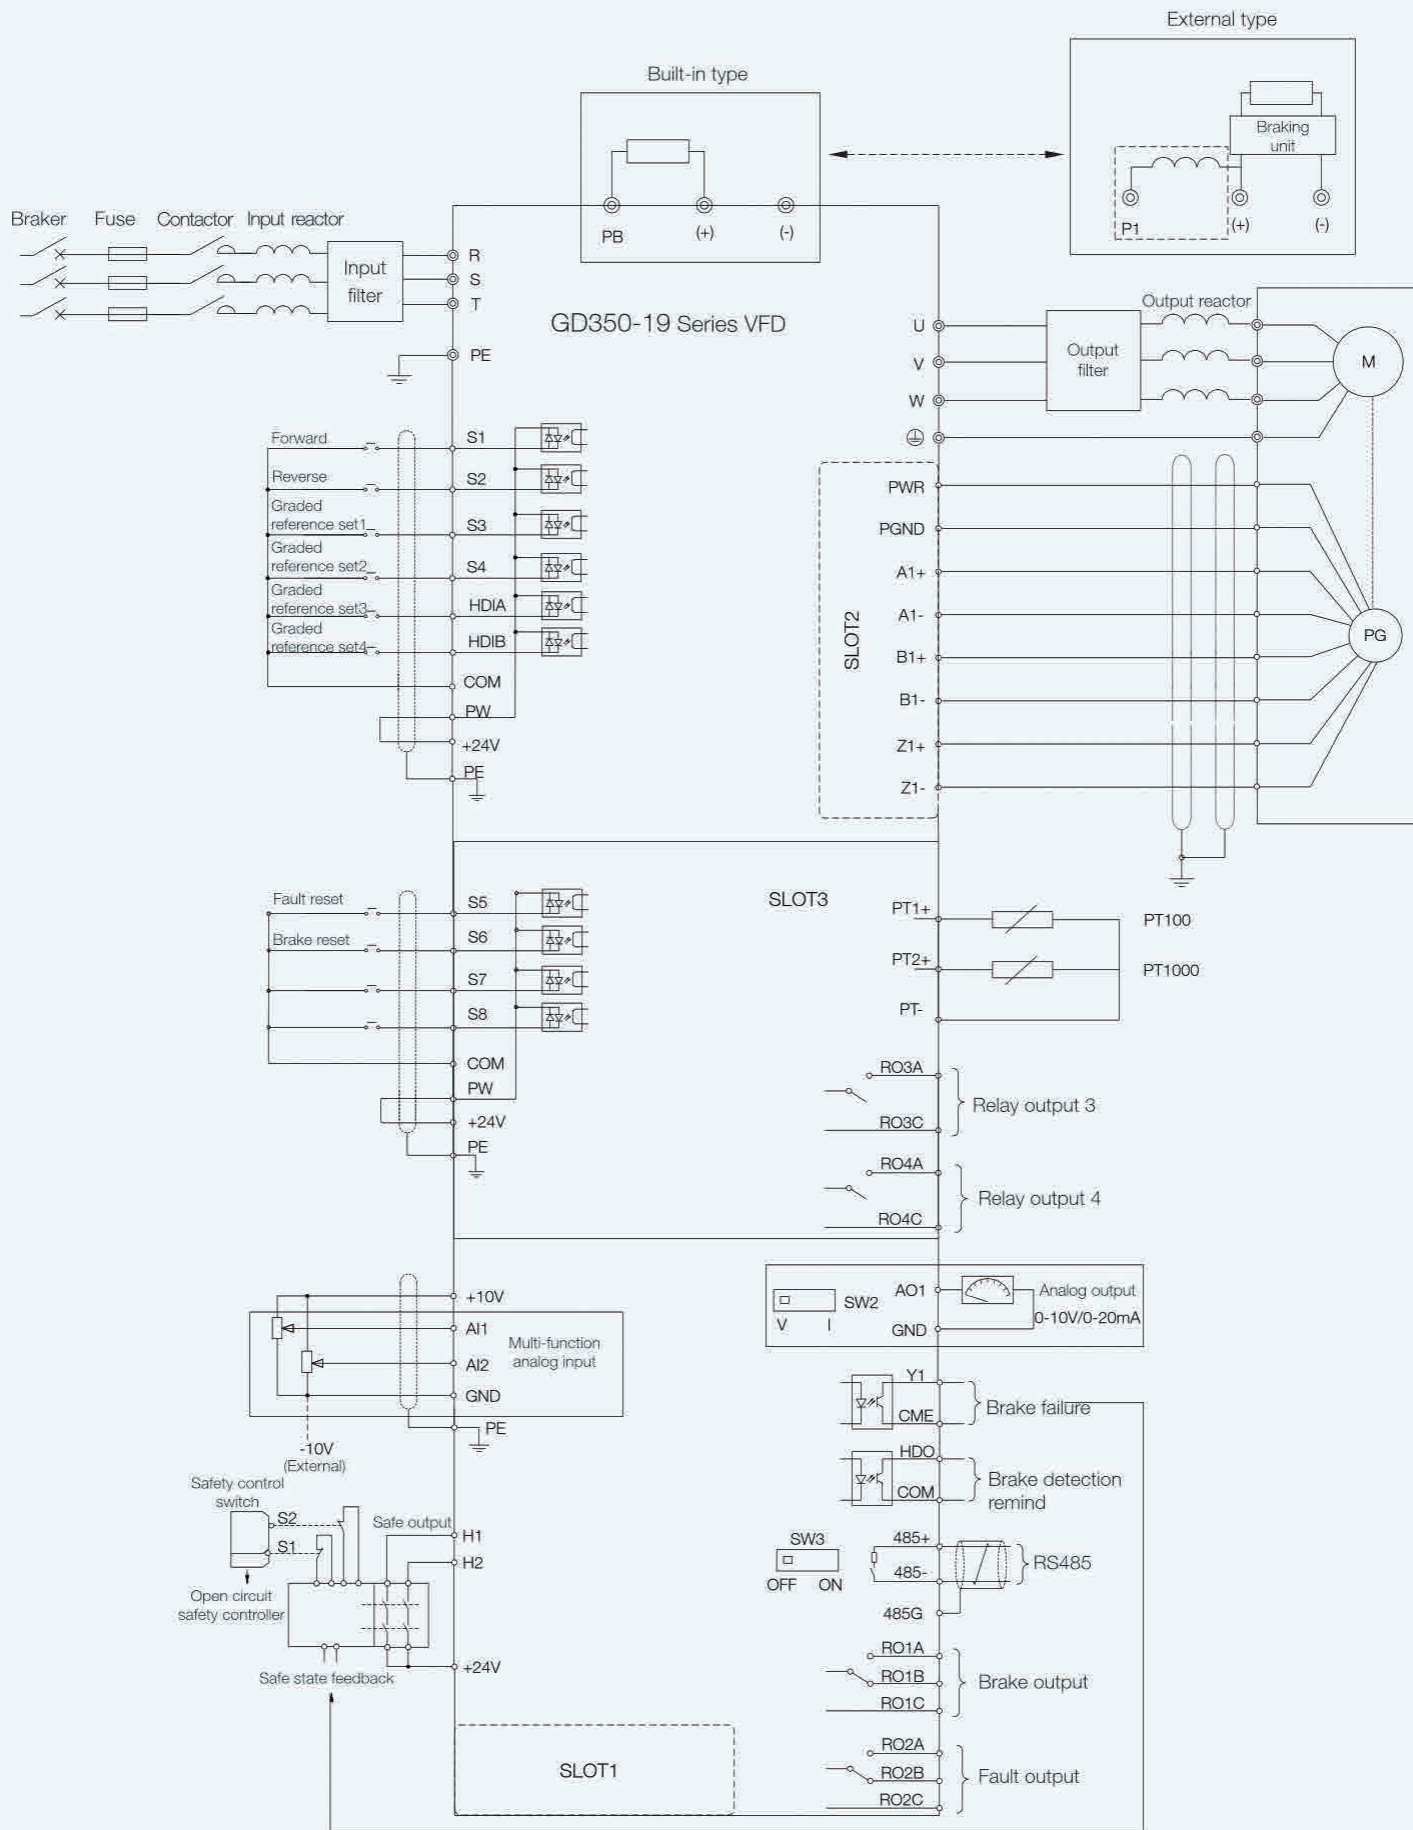 External type
Built-in type
Braking
unit
P1
(+)
(-)
PB
(+)
(-)
Braker
Fuse
Contactor
Input reactor
Input
filter
R
S
T
PE
GD350-19 Series VFD
U
V
W
Output
filter
Output reactor
M
Forward
S1
Reverse
S2
Graded
reference set1
S3
Graded
reference set2
S4
Graded
reference set3
HDIA
Graded
reference set4
HDIB
COM
PW
+24V
PE
SLOT2
PWR
PGND
A1+
A1-
B1+
B1-
Z1+
Z1-
PG
SLOT3
Fault reset
S5
Brake reset
S6
S7
S8
COM
PW
+24V
PE
PT1+
PT100
PT2+
PT1000
PT-
RO3A
RO3C
Relay output 3
RO4A
RO4C
Relay output 4
+10V
AI1
AI2
GND
PE
Multi-function
analog input
-10V
(External)
SW2
V
I
AO1
GND
Analog output
0-10V/0-20mA
Y1
CME
Brake failure
HDO
COM
Brake detection
remind
Safety control
switch
S2
S1
Safe output
H1
H2
Open circuit
safety controller
Safe state feedback
+24V
SW3
OFF
ON
485+
485-
485G
RS485
RO1A
RO1B
RO1C
Brake output
RO2A
RO2B
RO2C
Fault output
SLOT1